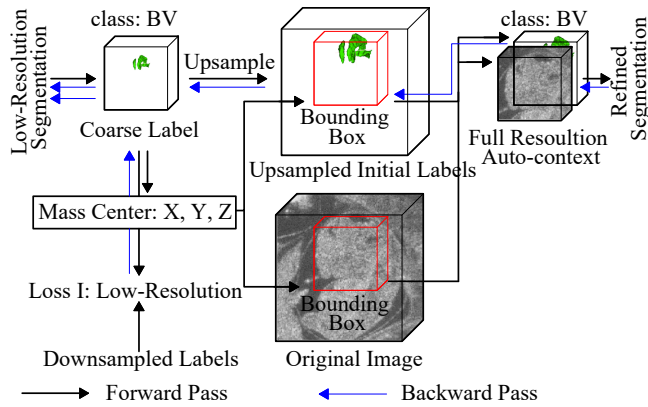 class: BV
class: BV
Low-Resolution
Segmentation
Upsample
Bounding
Box
Refined
Segmentation
Coarse Label
Full Resoultion
Auto-context
Upsampled Initial Labels
Mass Center: X, Y, Z
Loss I: Low-Resolution
Bounding
Box
Downsampled Labels
Original Image
Forward Pass
Backward Pass